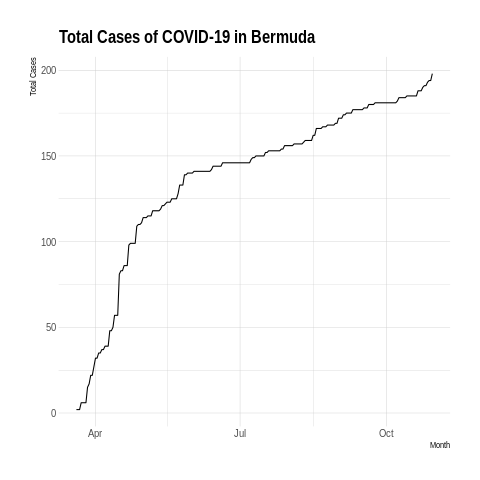 Total Cases of COVID-19 in Bermuda
Total Cases
200
150
100
50
0
Apr Jul Oct
Month